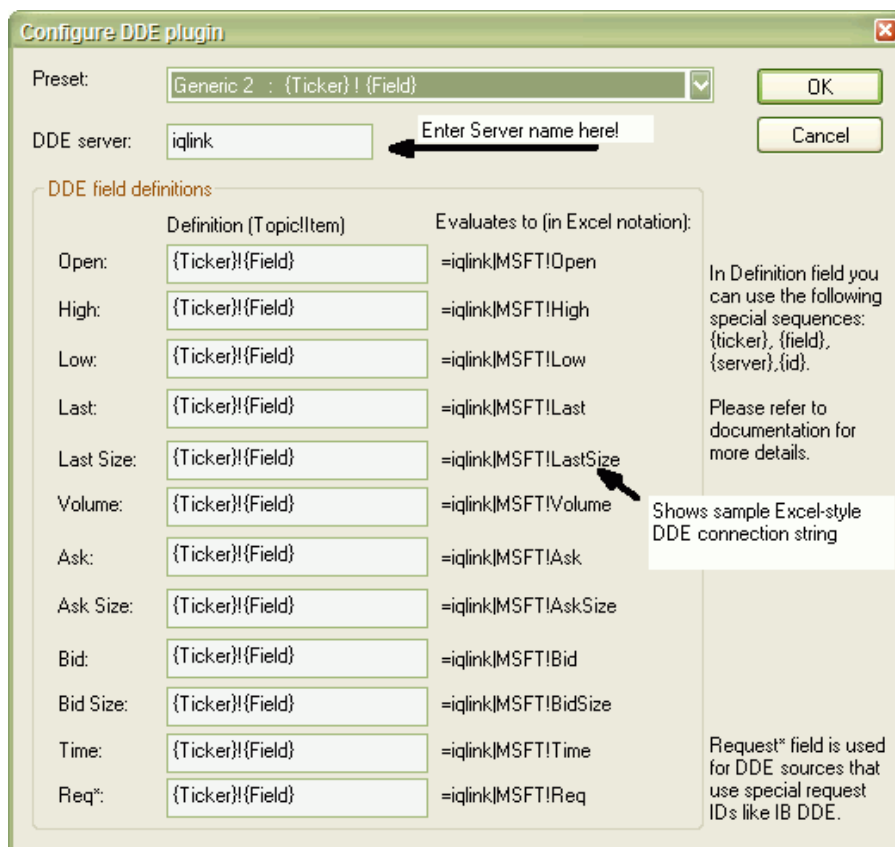 Configure DDE plugin
Preset:
Generic 2 : {Ticker} ! {Field}
OK
DDE server:
iqlink
Enter Server name here!
Cancel
DDE field definitions
Definition (Topic!Item)
Evaluates to (in Excel notation):
Open:
{Ticker}!{Field}
=iqlink|MSFT!Open
High:
{Ticker}!{Field}
=iqlink|MSFT!High
Low:
{Ticker}!{Field}
=iqlink|MSFT!Low
Last:
{Ticker}!{Field}
=iqlink|MSFT!Last
Last Size:
{Ticker}!{Field}
=iqlink|MSFT!LastSize
Volume:
{Ticker}!{Field}
=iqlink|MSFT!Volume
Ask:
{Ticker}!{Field}
=iqlink|MSFT!Ask
Ask Size:
{Ticker}!{Field}
=iqlink|MSFT!AskSize
Bid:
{Ticker}!{Field}
=iqlink|MSFT!Bid
Bid Size:
{Ticker}!{Field}
=iqlink|MSFT!BidSize
Time:
{Ticker}!{Field}
=iqlink|MSFT!Time
Req*:
{Ticker}!{Field}
=iqlink|MSFT!Req
In Definition field you
can use the following
special sequences:
{ticker}, {field},
{server},{id}.
Please refer to
documentation for
more details.
Shows sample Excel-style
DDE connection string
Request* field is used
for DDE sources that
use special request
IDs like IB DDE.